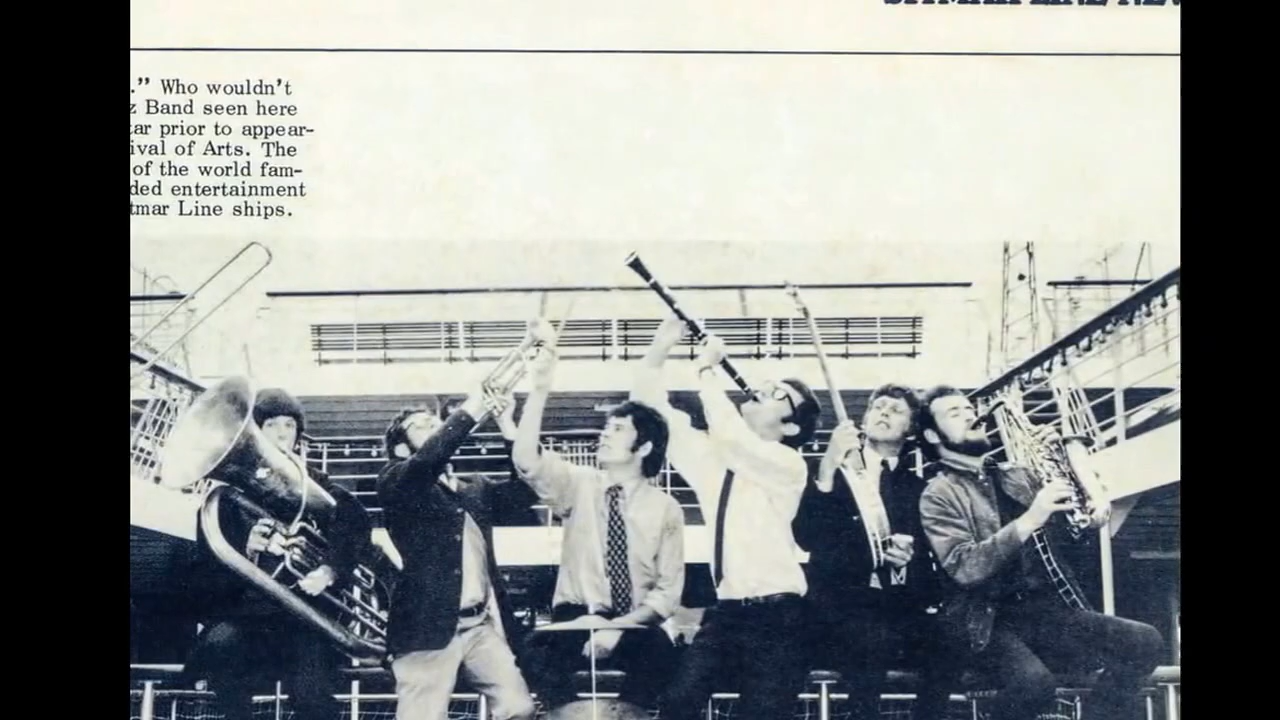 ." Who wouldn't
z Band seen here
tar prior to appear-
ival of Arts. The
of the world fam-
ded entertainment
tmar Line ships.